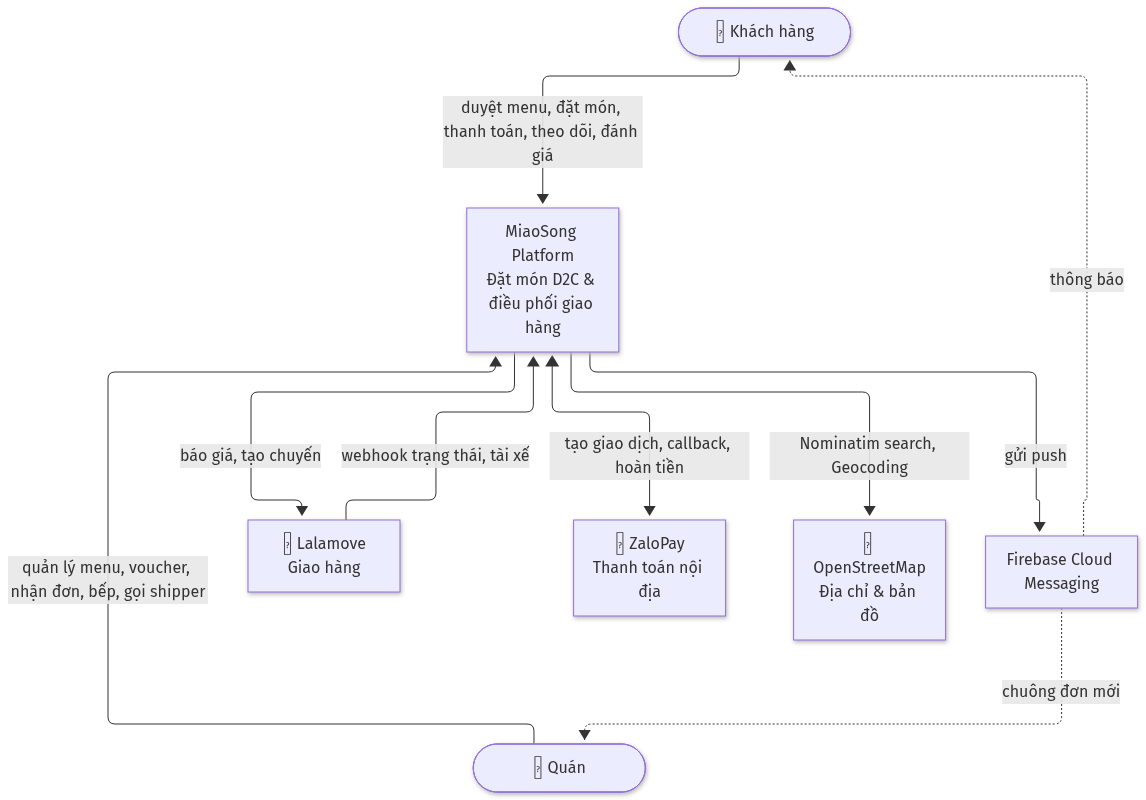 Khách hàng
duyệt menu, đặt món,
thanh toán, theo dõi, đánh
giá
MiaoSong
Platform
Đặt món D2C &
điều phối giao
hàng
thông báo
báo giá, tạo chuyến
webhook trạng thái, tài xế
tạo giao dịch, callback,
hoàn tiền
Nominatim search,
Geocoding
gửi push
Lalamove
Giao hàng
ZaloPay
Thanh toán nội
địa
OpenStreetMap
Địa chỉ & bản
đồ
Firebase Cloud
Messaging
quản lý menu, voucher,
nhận đơn, bếp, gọi shipper
chuông đơn mới
Quán